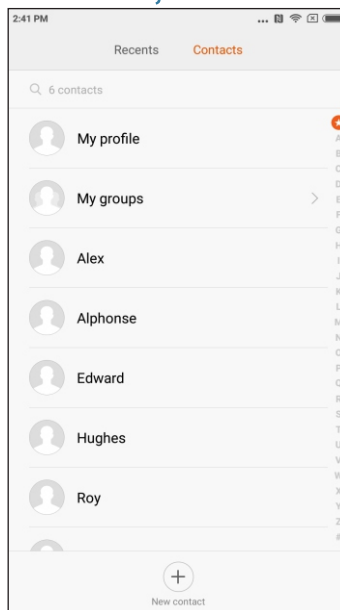 2:41 PM
...
Recents Contacts
6 contacts
My profile
My groups
Alex
Alphonse
Edward
Hughes
Roy
A
B
C
D
E
F
G
H
I
J
K
L
M
N
O
P
Q
R
S
T
U
V
W
X
Y
Z
#
New contact